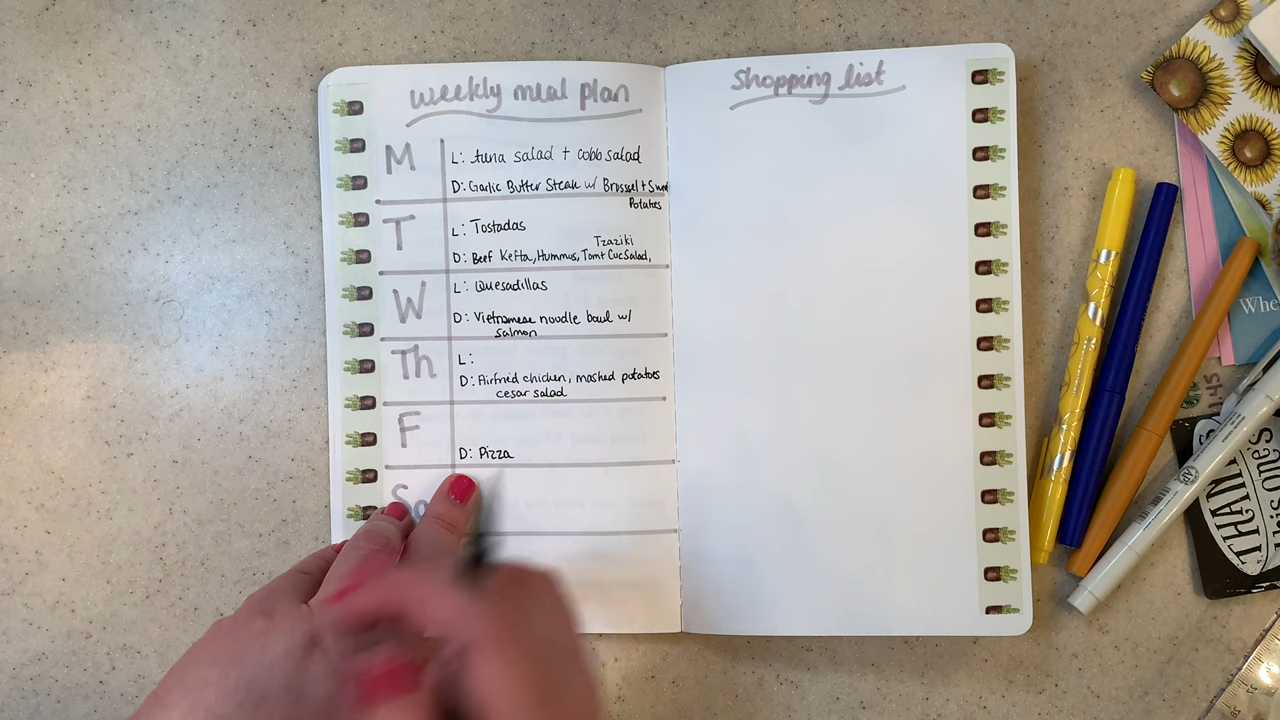 weekly meal plan
M
L: tuna salad + cobb salad
D: Garlic Butter Steak w/ Brussel + Sweet
Potatoes
T
L: Tostadas
Tzaziki
D: Beef Kefta, Hummus, Tom + Cuc Salad,
W
L: Quesadillas
D: Vietnamese noodle bowl w/
salmon
Th
L:
D: Airfried chicken, mashed potatoes
cesar salad
F
D: Pizza
Sa
shopping list